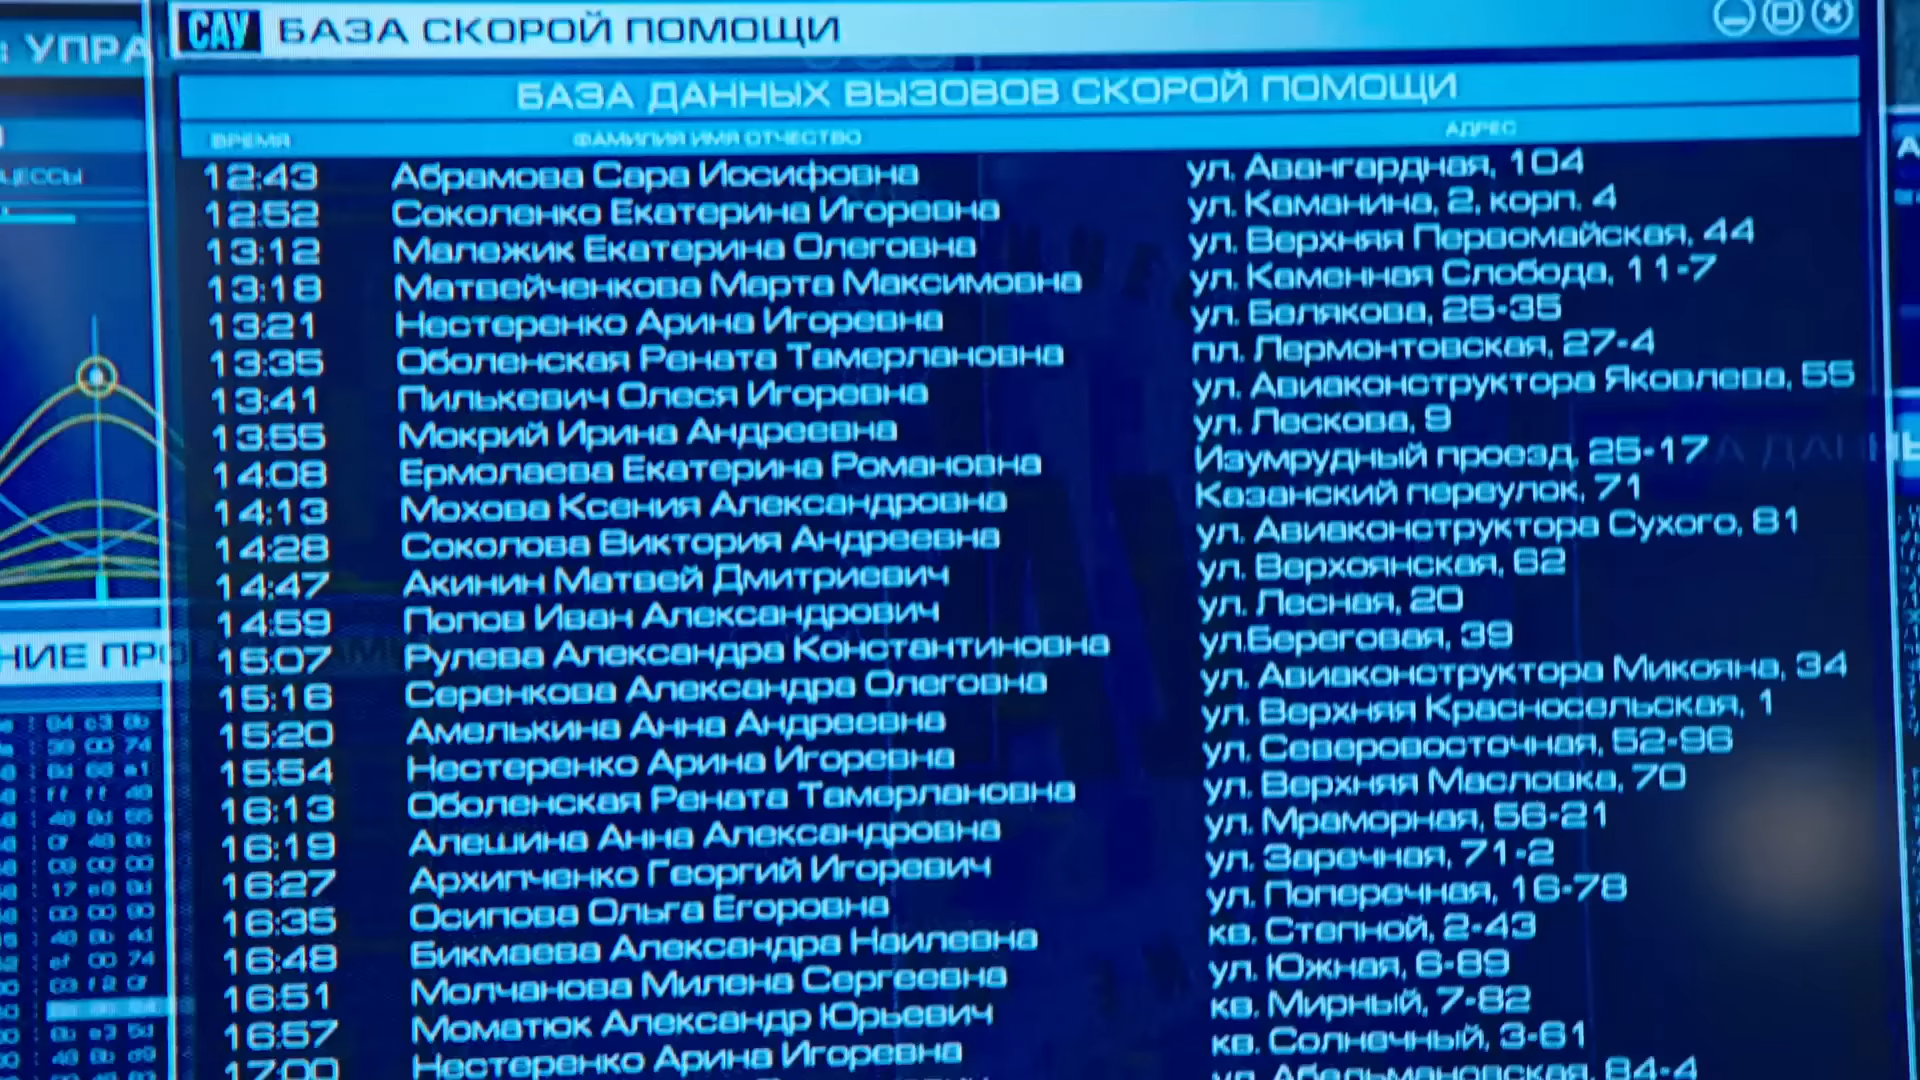 : УПРА
САУ БАЗА СКОРОЙ ПОМОЩИ
БАЗА ДАННЫХ ВЫЗОВОВ СКОРОЙ ПОМОЩИ
ВРЕМЯ ФАМИЛИЯ ИМЯ ОТЧЕСТВО АДРЕС
12:43 Абрамова Сара Иосифовна ул. Авангардная, 104
12:52 Соколенко Екатерина Игоревна ул. Каманина, 2, корп. 4
13:12 Малежик Екатерина Олеговна ул. Верхняя Первомайская, 44
13:18 Матвейченкова Марта Максимовна ул. Каменная Слобода, 11-7
13:21 Нестеренко Арина Игоревна ул. Белякова, 25-35
13:35 Оболенская Рената Тамерлановна пл. Лермонтовская, 27-4
13:41 Пилькевич Олеся Игоревна ул. Авиаконструктора Яковлева, 55
13:55 Мокрий Ирина Андреевна ул. Лескова, 9
14:08 Ермолаева Екатерина Романовна Изумрудный проезд, 25-17
14:13 Мохова Ксения Александровна Казанский переулок, 71
14:28 Соколова Виктория Андреевна ул. Авиаконструктора Сухого, 81
14:47 Акинин Матвей Дмитриевич ул. Верхоянская, 62
14:59 Попов Иван Александрович ул. Лесная, 20
15:07 Рулева Александра Константиновна ул.Береговая, 39
15:16 Серенкова Александра Олеговна ул. Авиаконструктора Микояна, 34
15:20 Амелькина Анна Андреевна ул. Верхняя Красносельская, 1
15:54 Нестеренко Арина Игоревна ул. Северовосточная, 52-96
16:13 Оболенская Рената Тамерлановна ул. Верхняя Масловка, 70
16:19 Алешина Анна Александровна ул. Мраморная, 56-21
16:27 Архипченко Георгий Игоревич ул. Заречная, 71-2
16:35 Осипова Ольга Егоровна ул. Поперечная, 16-78
16:48 Бикмаева Александра Наилевна кв. Степной, 2-43
16:51 Молчанова Милена Сергеевна ул. Южная, 6-89
16:57 Моматюк Александр Юрьевич кв. Мирный, 7-82
17:00 Нестеренко Арина Игоревна кв. Солнечный, 3-61
ул. Абельмановская, 84-4
НИЕ ПРО